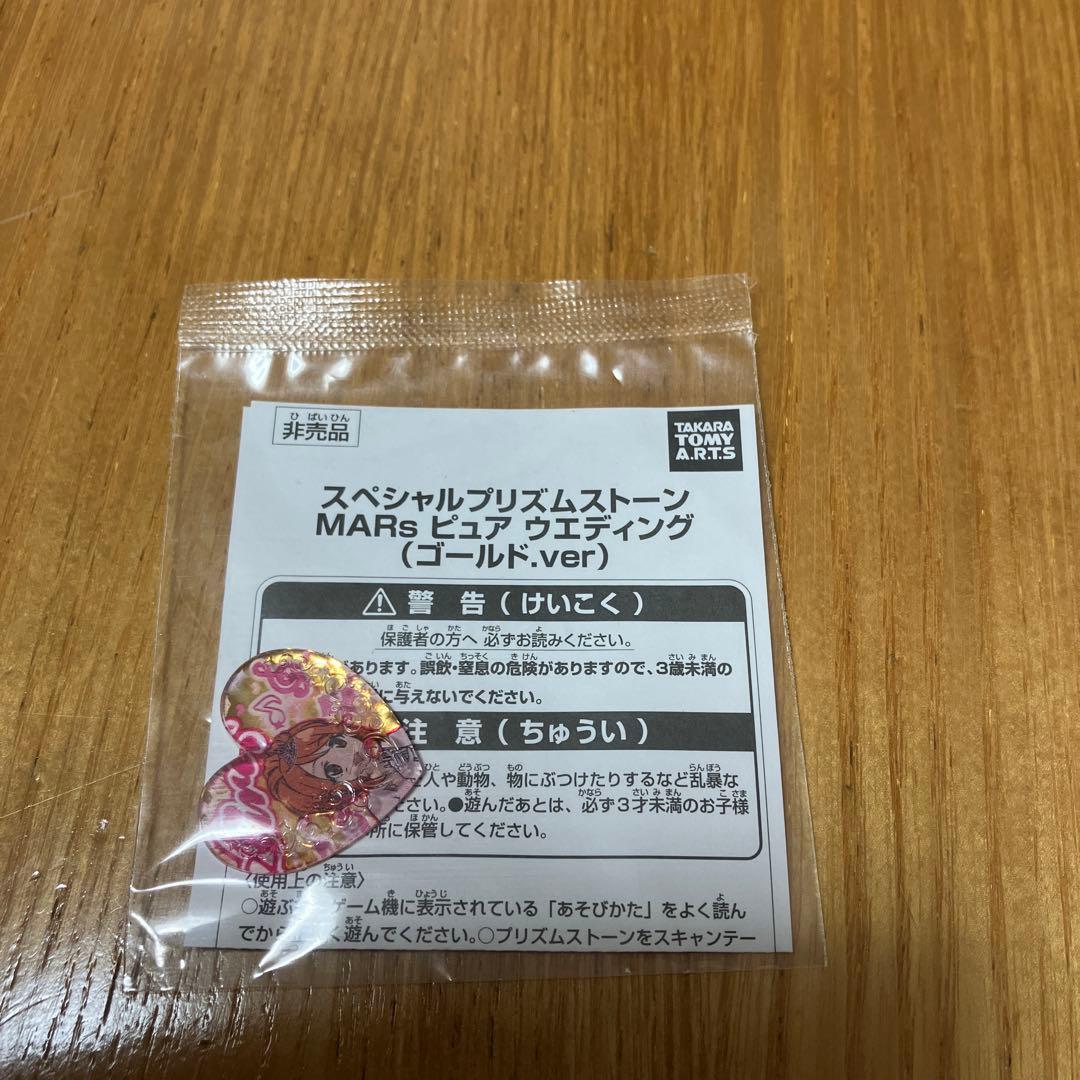 ひばいひん
非売品
TAKARA
TOMY
A.R.T.S
スペシャルプリズムストーン
MARs ピュア ウエディング
（ゴールド.ver）
警 告（けいこく）
ほごしゃ かた かなら よ
保護者の方へ 必ずお読みください。
ごいん ちっそく きけん さいみまん
あります。誤飲・窒息の危険がありますので、3歳未満の
あた
に与えないでください。
注 意（ちゅうい）
ひと どうぶつ もの らんぼう
人や動物、物にぶつけたりするなど乱暴な
あそ かなら さいみまん こさま
ださい。●遊んだあとは、必ず3才未満のお子様
ほかん
所に保管してください。
ちゅうい
〈使用上の注意〉
あそ き ひょうじ よ
○遊ぶ ゲーム機に表示されている「あそびかた」をよく読ん
あそ
でから く遊んでください。○プリズムストーンをスキャンテー